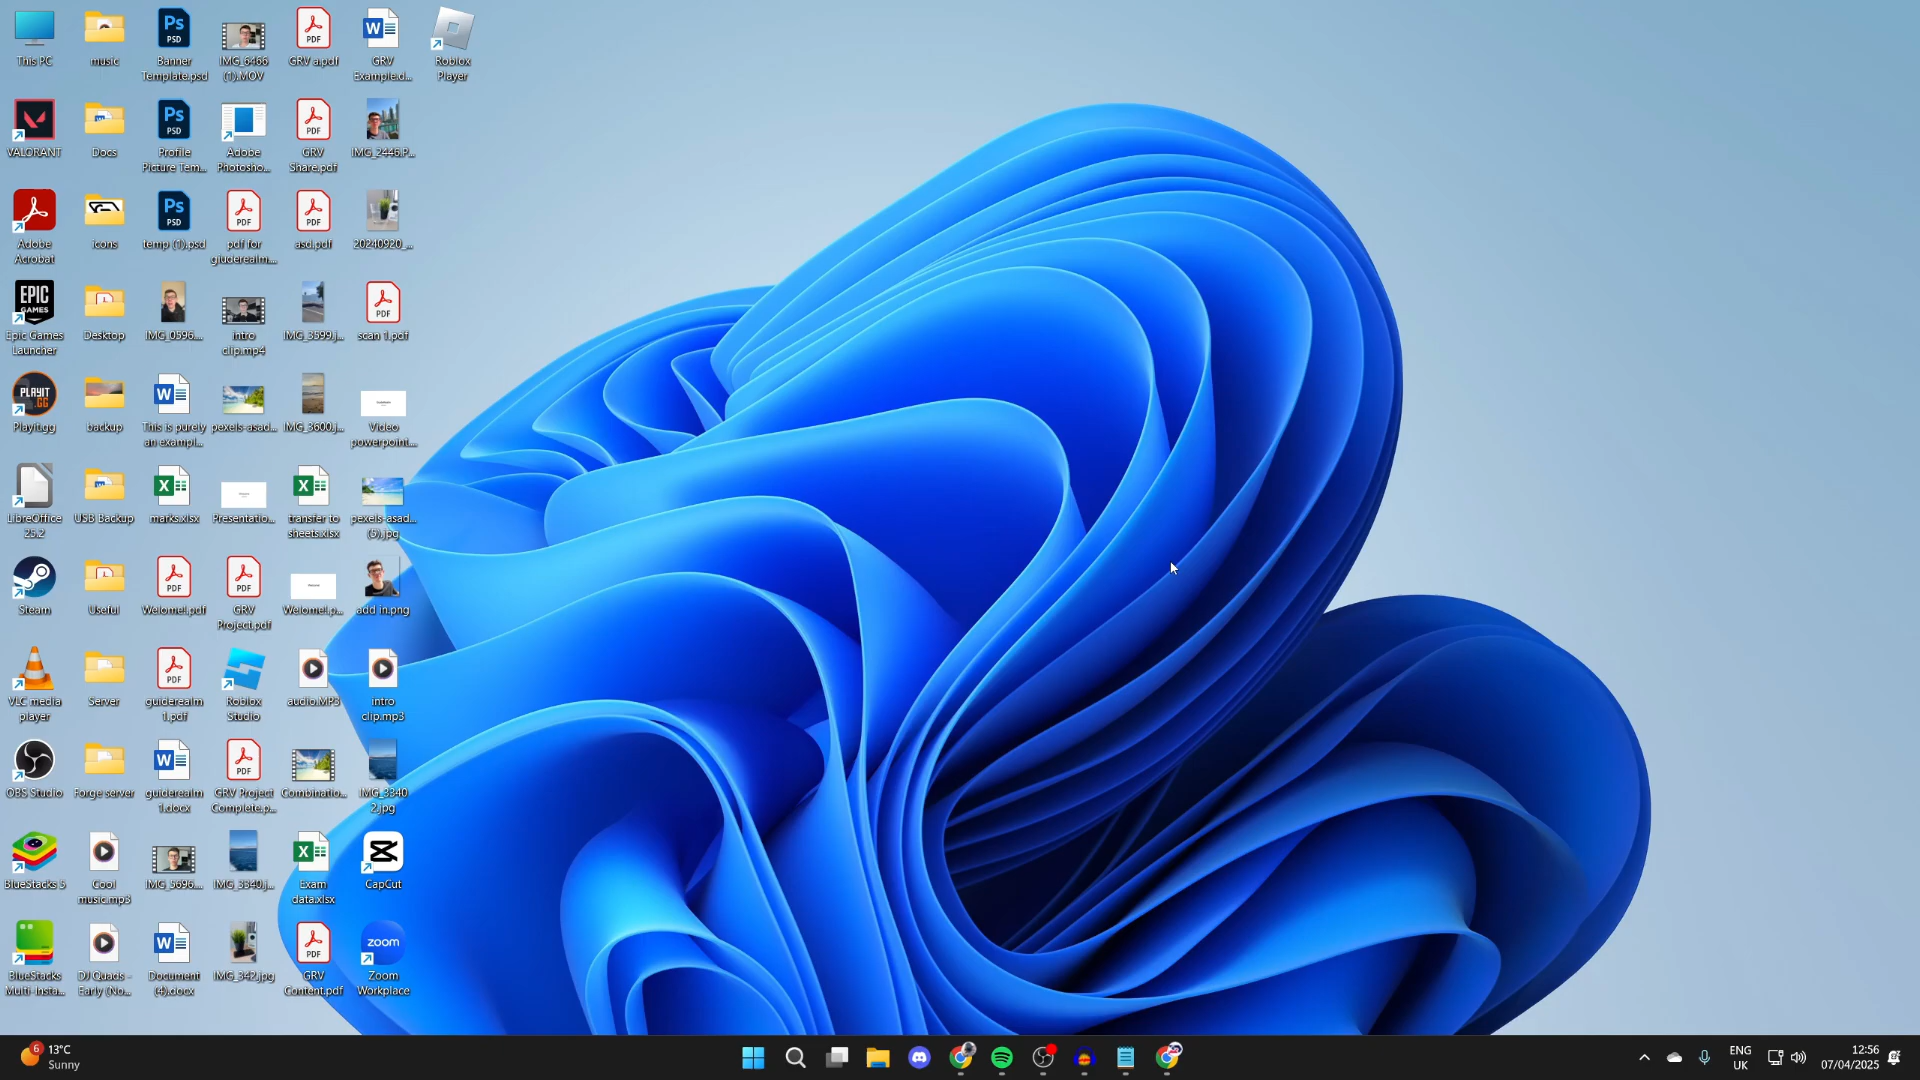 This PC
music
Banner
Template.psd
IMG_6466
(1).MOV
GRV a.pdf
GRV
Example.d...
Roblox
Player
VALORANT
Docs
Profile
Picture Tem...
Adobe
Photosho...
GRV
Share.pdf
IMG_2446.P...
Adobe
Acrobat
icons
temp (1).psd
pdf for
giuderealm...
asd.pdf
20240920_...
Epic Games
Launcher
Desktop
IMG_0596....
intro
clip.mp4
IMG_3599.j...
scan 1.pdf
Playit.gg
backup
This is purely
an exampl...
pexels-asad...
IMG_3600.j...
Video
powerpoint...
LibreOffice
25.2
USB Backup
marks.xlsx
Presentatio...
transfer to
sheets.xlsx
pexels-asad...
(5).jpg
Steam
Useful
Welome!.pdf
GRV
Project.pdf
Welome!.p...
add in.png
VLC media
player
Server
guiderealm
1.pdf
Roblox
Studio
audio.MP3
intro
clip.mp3
OBS Studio
Forge server
guiderealm
1.docx
GRV Project
Complete.p...
Combinatio...
IMG_3340
2.jpg
BlueStacks 5
Cool
music.mp3
IMG_5696....
IMG_3340.j...
Exam
data.xlsx
CapCut
BlueStacks
Multi-Insta...
DJ Quads -
Early (No...
Document
(4).docx
IMG_342.jpg
GRV
Content.pdf
Zoom
Workplace
6
13°C
Sunny
ENG
UK
12:56
07/04/2025